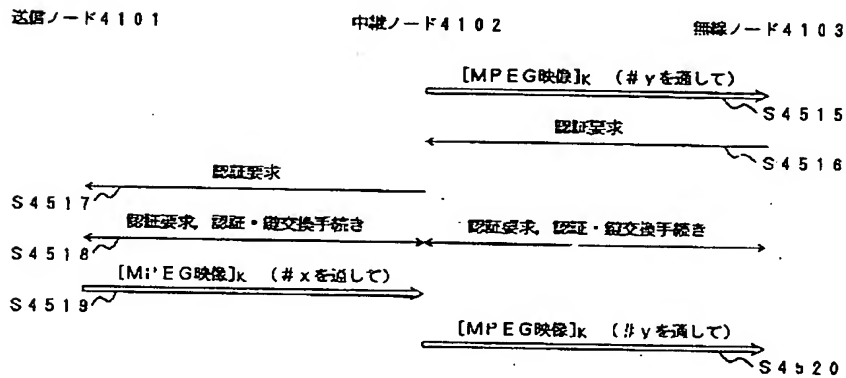 送信ノード4101 中継ノード4102 無線ノード4103
[MPEG映像]K (#yを通して)
S4515
認証要求
S4516
認証要求
S4517
認証要求, 認証・鍵交換手続き 認証要求, 認証・鍵交換手続き
S4518
[MPEG映像]K (#xを通して)
S4519
[MPEG映像]K (#yを通して)
S4520